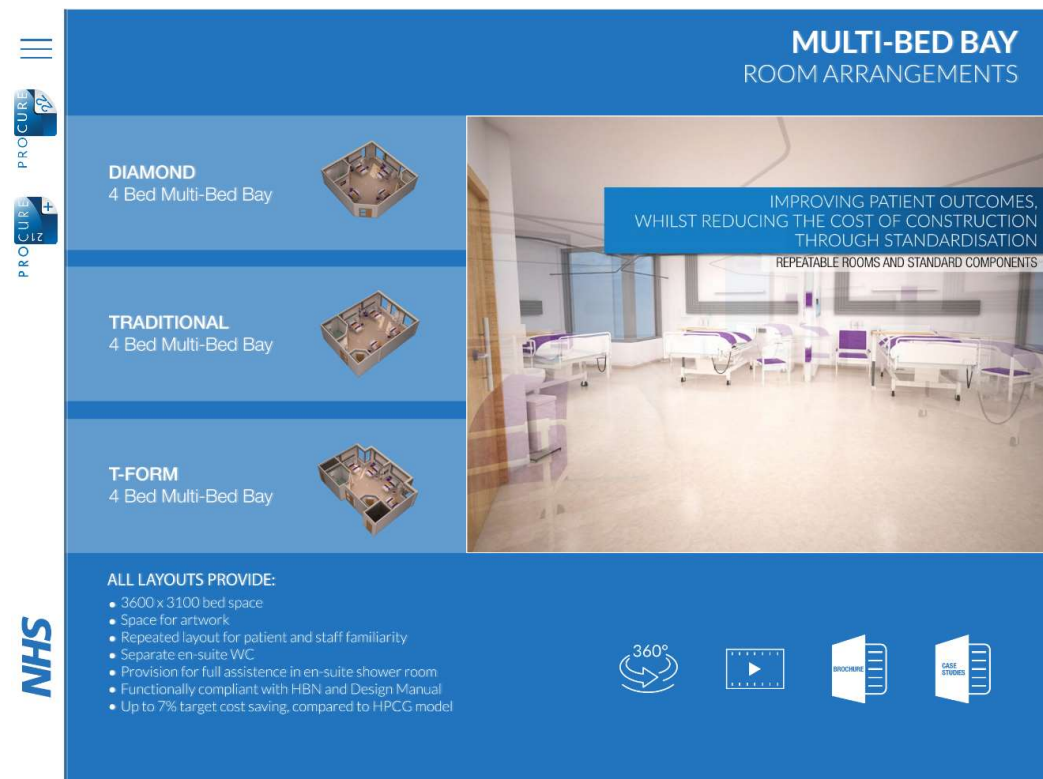 MULTI-BED BAY
ROOM ARRANGEMENTS
PROCURE 22
PROCURE 21+
DIAMOND
4 Bed Multi-Bed Bay
TRADITIONAL
4 Bed Multi-Bed Bay
T-FORM
4 Bed Multi-Bed Bay
IMPROVING PATIENT OUTCOMES,
WHILST REDUCING THE COST OF CONSTRUCTION
THROUGH STANDARDISATION
REPEATABLE ROOMS AND STANDARD COMPONENTS
ALL LAYOUTS PROVIDE:
• 3600 x 3100 bed space
• Space for artwork
• Repeated layout for patient and staff familiarity
• Separate en-suite WC
• Provision for full assistence in en-suite shower room
• Functionally compliant with HBN and Design Manual
• Up to 7% target cost saving, compared to HPCG model
360°
BROCHURE
CASE
STUDIES
NHS